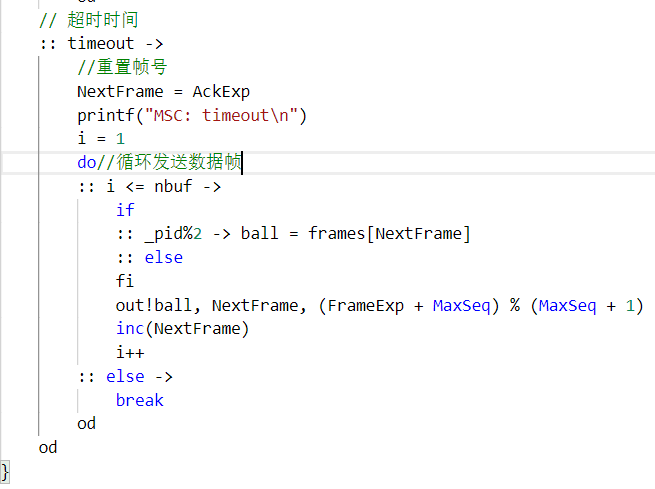 // 超时时间
:: timeout ->
//重置帧号
NextFrame = AckExp
printf("MSC: timeout\n")
i = 1
do//循环发送数据帧
:: i <= nbuf ->
if
:: _pid%2 -> ball = frames[NextFrame]
:: else
fi
out!ball, NextFrame, (FrameExp + MaxSeq) % (MaxSeq + 1)
inc(NextFrame)
i++
:: else ->
break
od
od
}